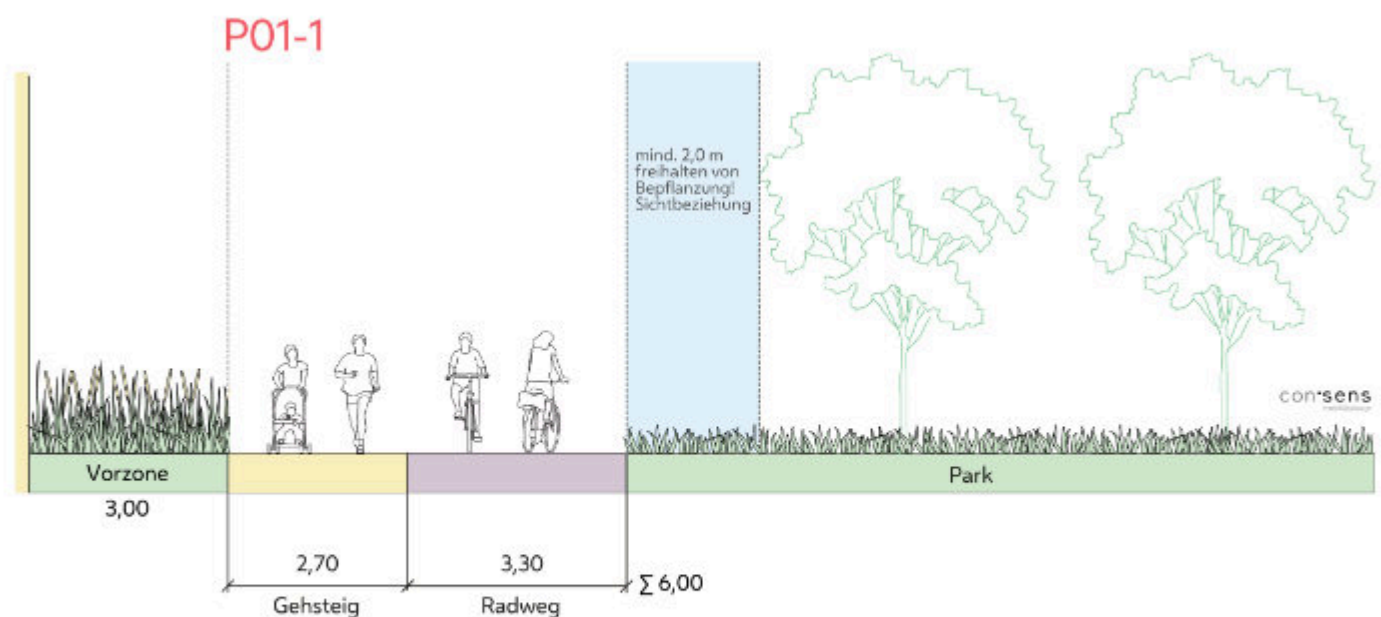 P01-1
mind. 2,0 m
freihalten von
Bepflanzung!
Sichtbeziehung
con•sens
Vorzone
Park
3,00
2,70
3,30
∑ 6,00
Gehsteig
Radweg